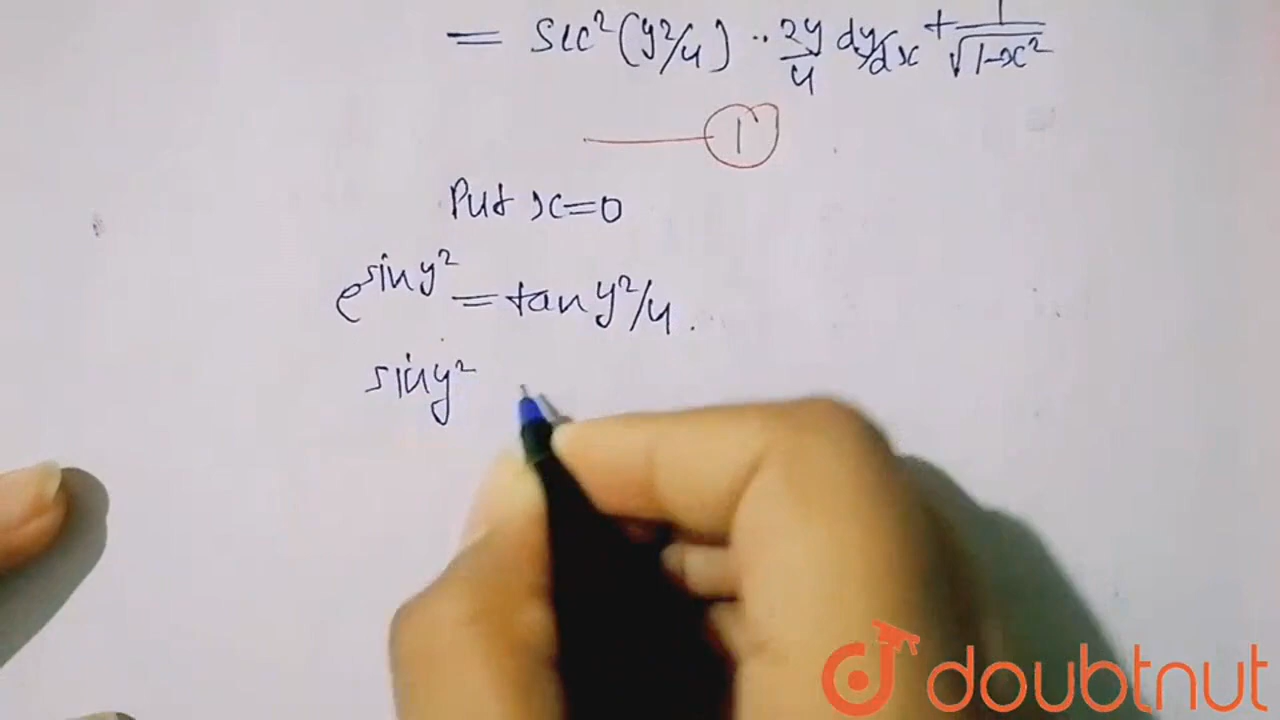 = Sec²(y²/4) ·· 2y/4 dy/dx + 1/√1-x²
1
Put x=0
e^sin y² = tan y²/4.
sin y²
doubtnut